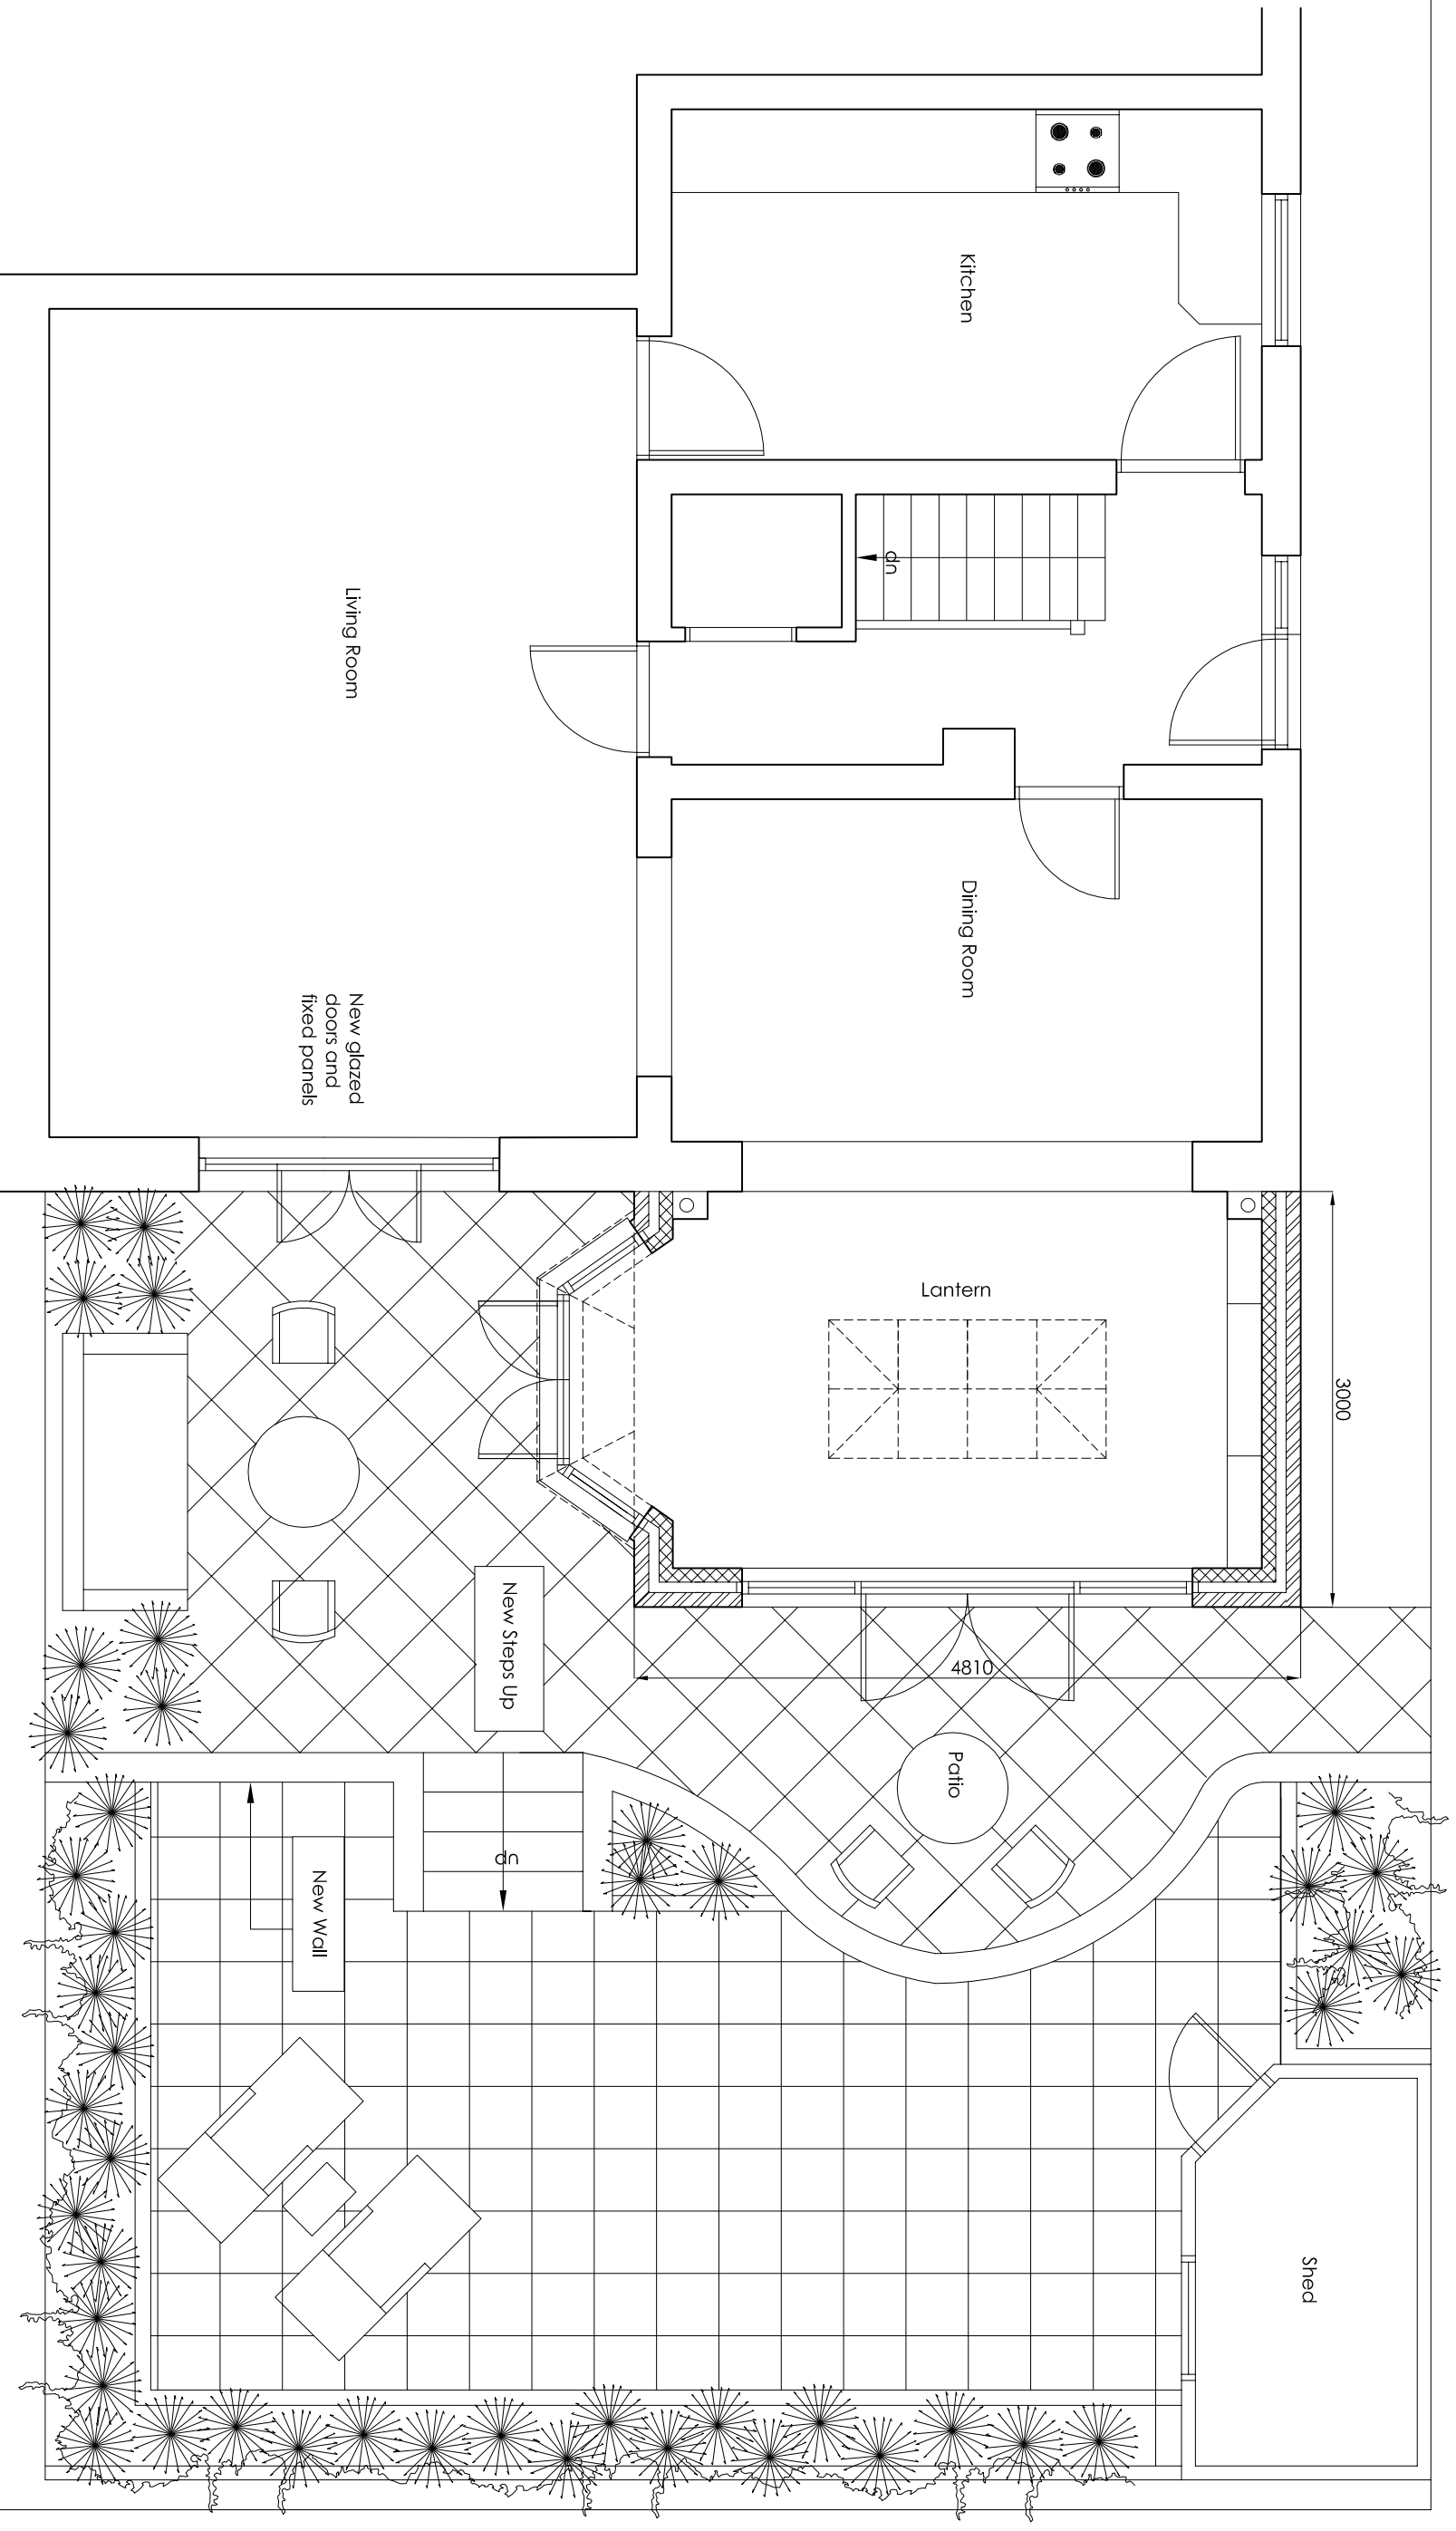 Kitchen
dn
Living Room
Dining Room
New glazed
doors and
fixed panels
Lantern
3000
4810
New Steps Up
Patio
dn
New Wall
Shed